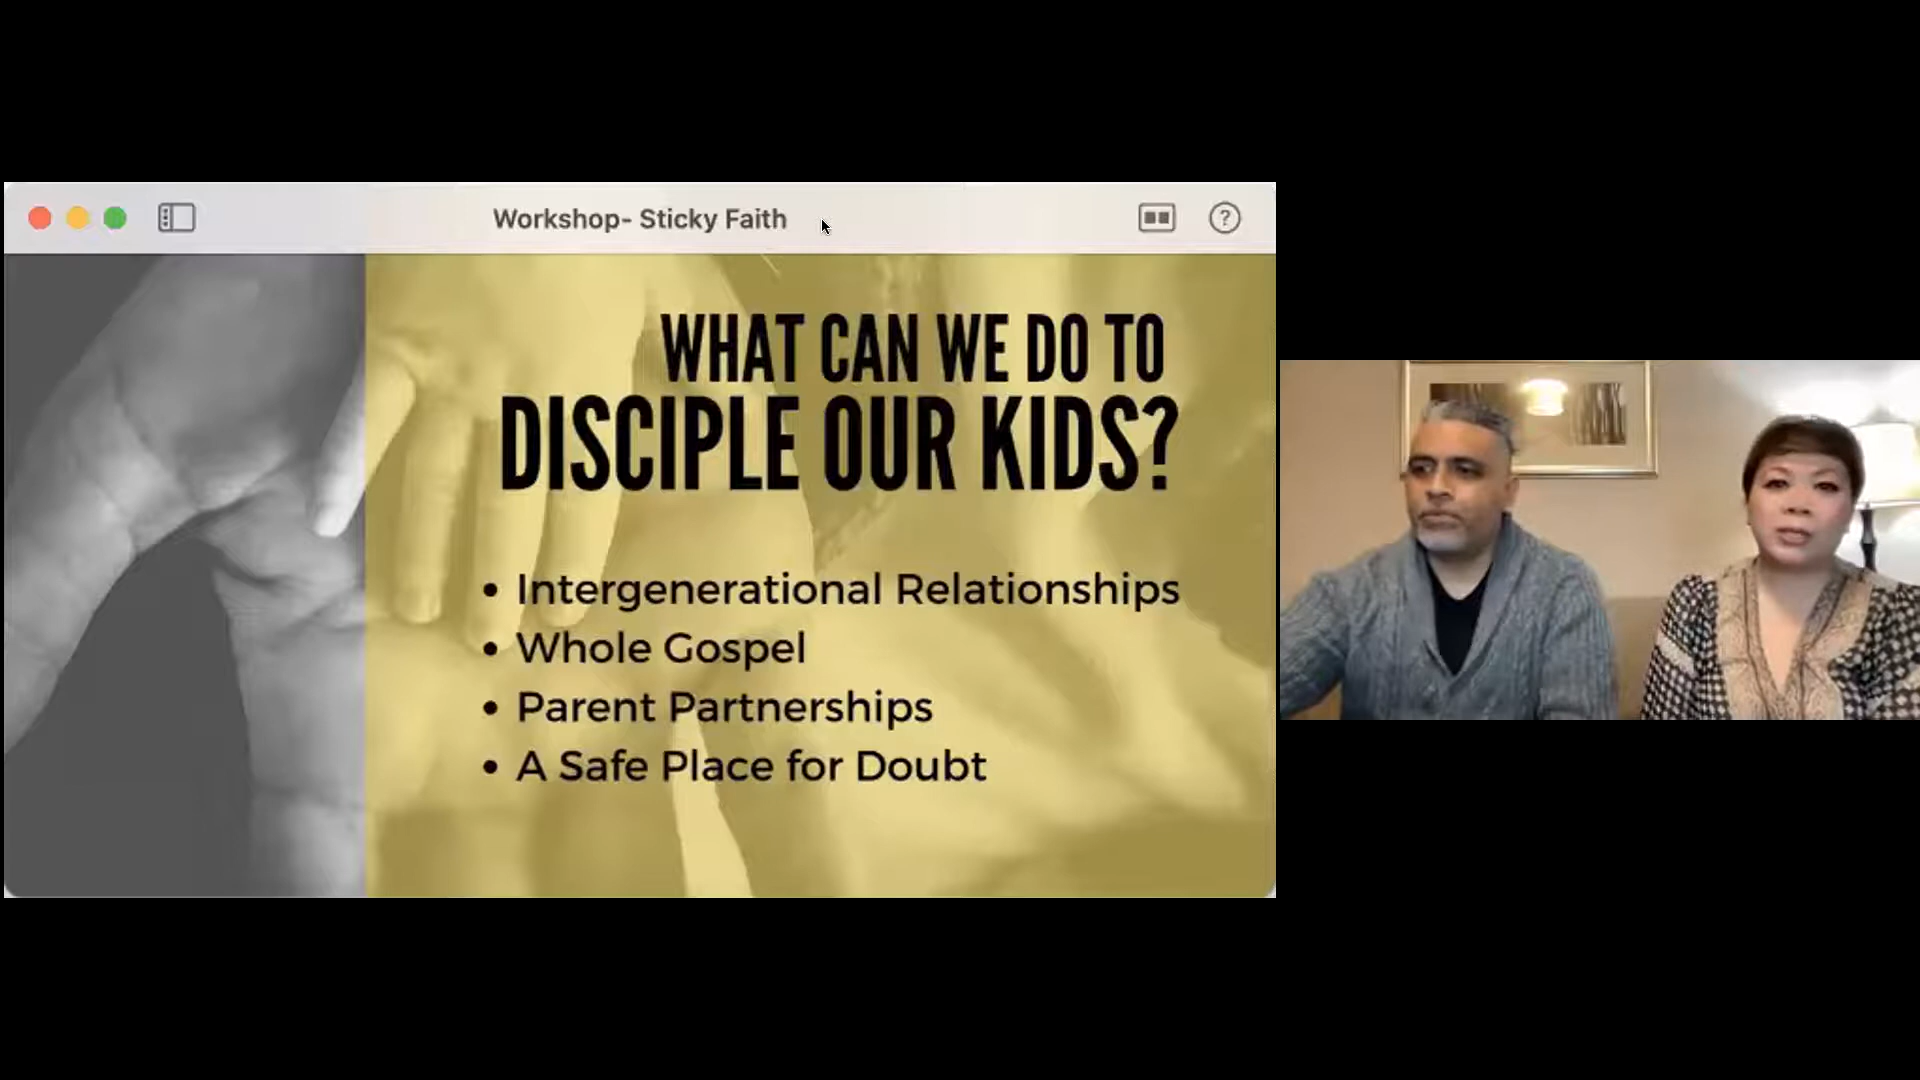 Workshop- Sticky Faith
WHAT CAN WE DO TO
DISCIPLE OUR KIDS?
• Intergenerational Relationships
• Whole Gospel
• Parent Partnerships
• A Safe Place for Doubt